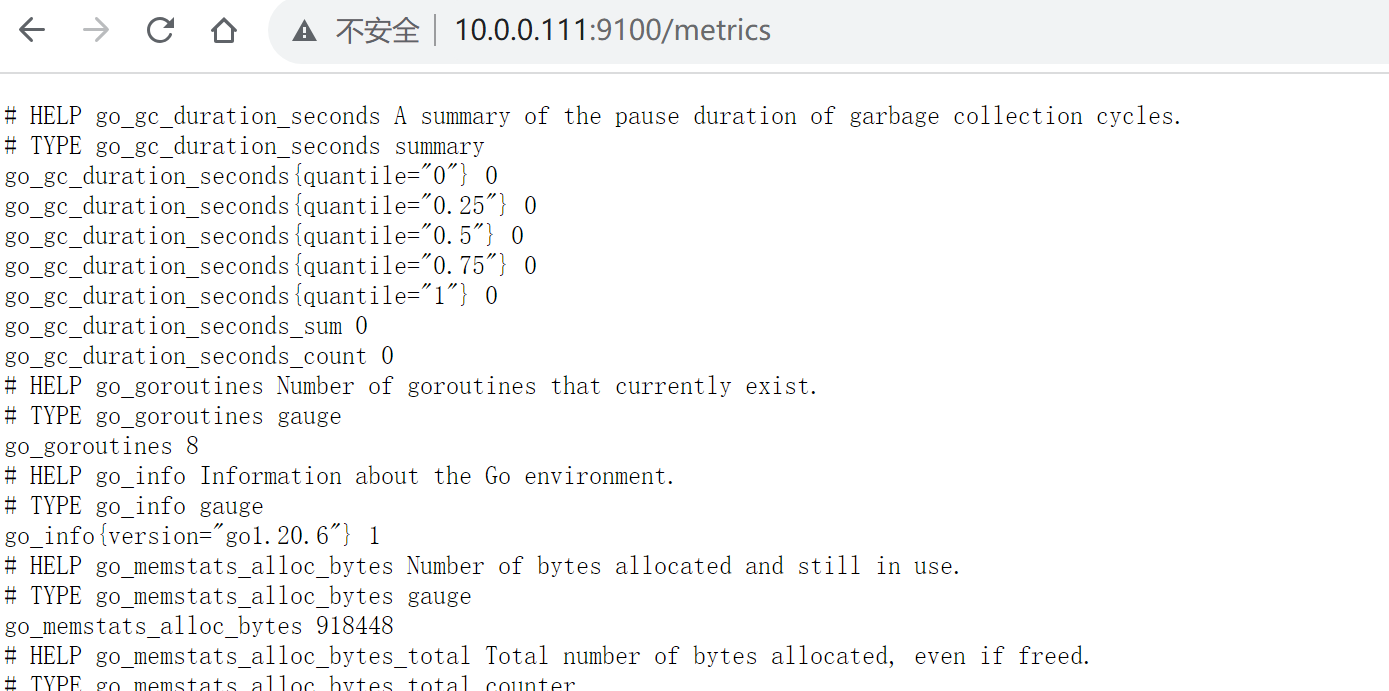 不安全 10.0.0.111:9100/metrics
# HELP go_gc_duration_seconds A summary of the pause duration of garbage collection cycles.
# TYPE go_gc_duration_seconds summary
go_gc_duration_seconds{quantile="0"} 0
go_gc_duration_seconds{quantile="0.25"} 0
go_gc_duration_seconds{quantile="0.5"} 0
go_gc_duration_seconds{quantile="0.75"} 0
go_gc_duration_seconds{quantile="1"} 0
go_gc_duration_seconds_sum 0
go_gc_duration_seconds_count 0
# HELP go_goroutines Number of goroutines that currently exist.
# TYPE go_goroutines gauge
go_goroutines 8
# HELP go_info Information about the Go environment.
# TYPE go_info gauge
go_info{version="go1.20.6"} 1
# HELP go_memstats_alloc_bytes Number of bytes allocated and still in use.
# TYPE go_memstats_alloc_bytes gauge
go_memstats_alloc_bytes 918448
# HELP go_memstats_alloc_bytes_total Total number of bytes allocated, even if freed.
# TYPE go_memstats_alloc_bytes_total counter